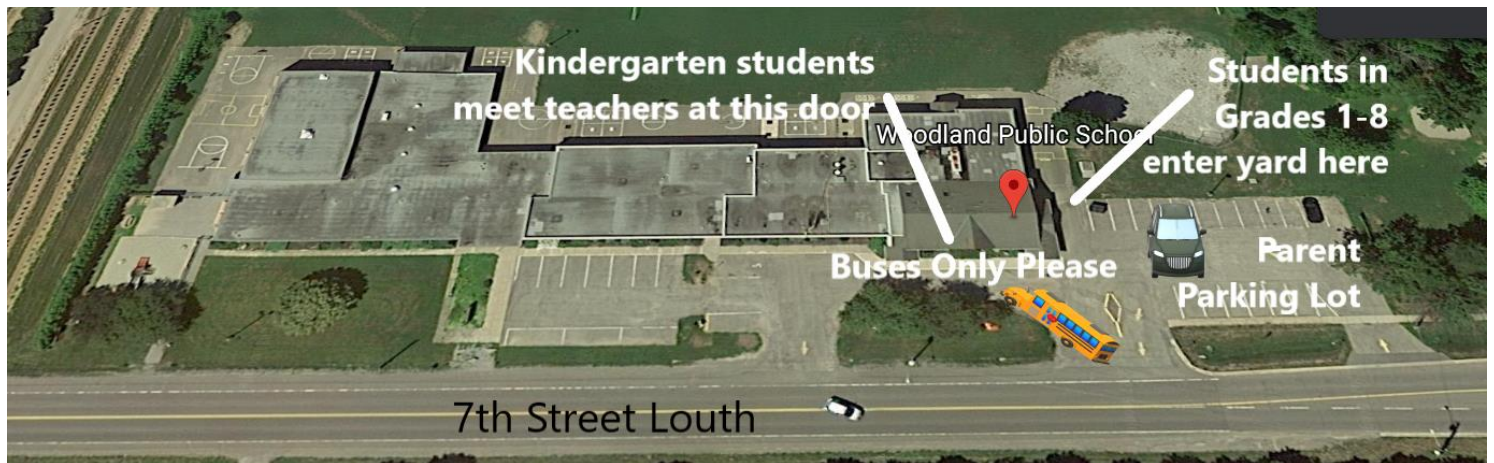 Kindergarten students
meet teachers at this door
Woodland Public School
Students in
Grades 1-8
enter yard here
Buses Only Please
Parent
Parking Lot
7th Street Louth